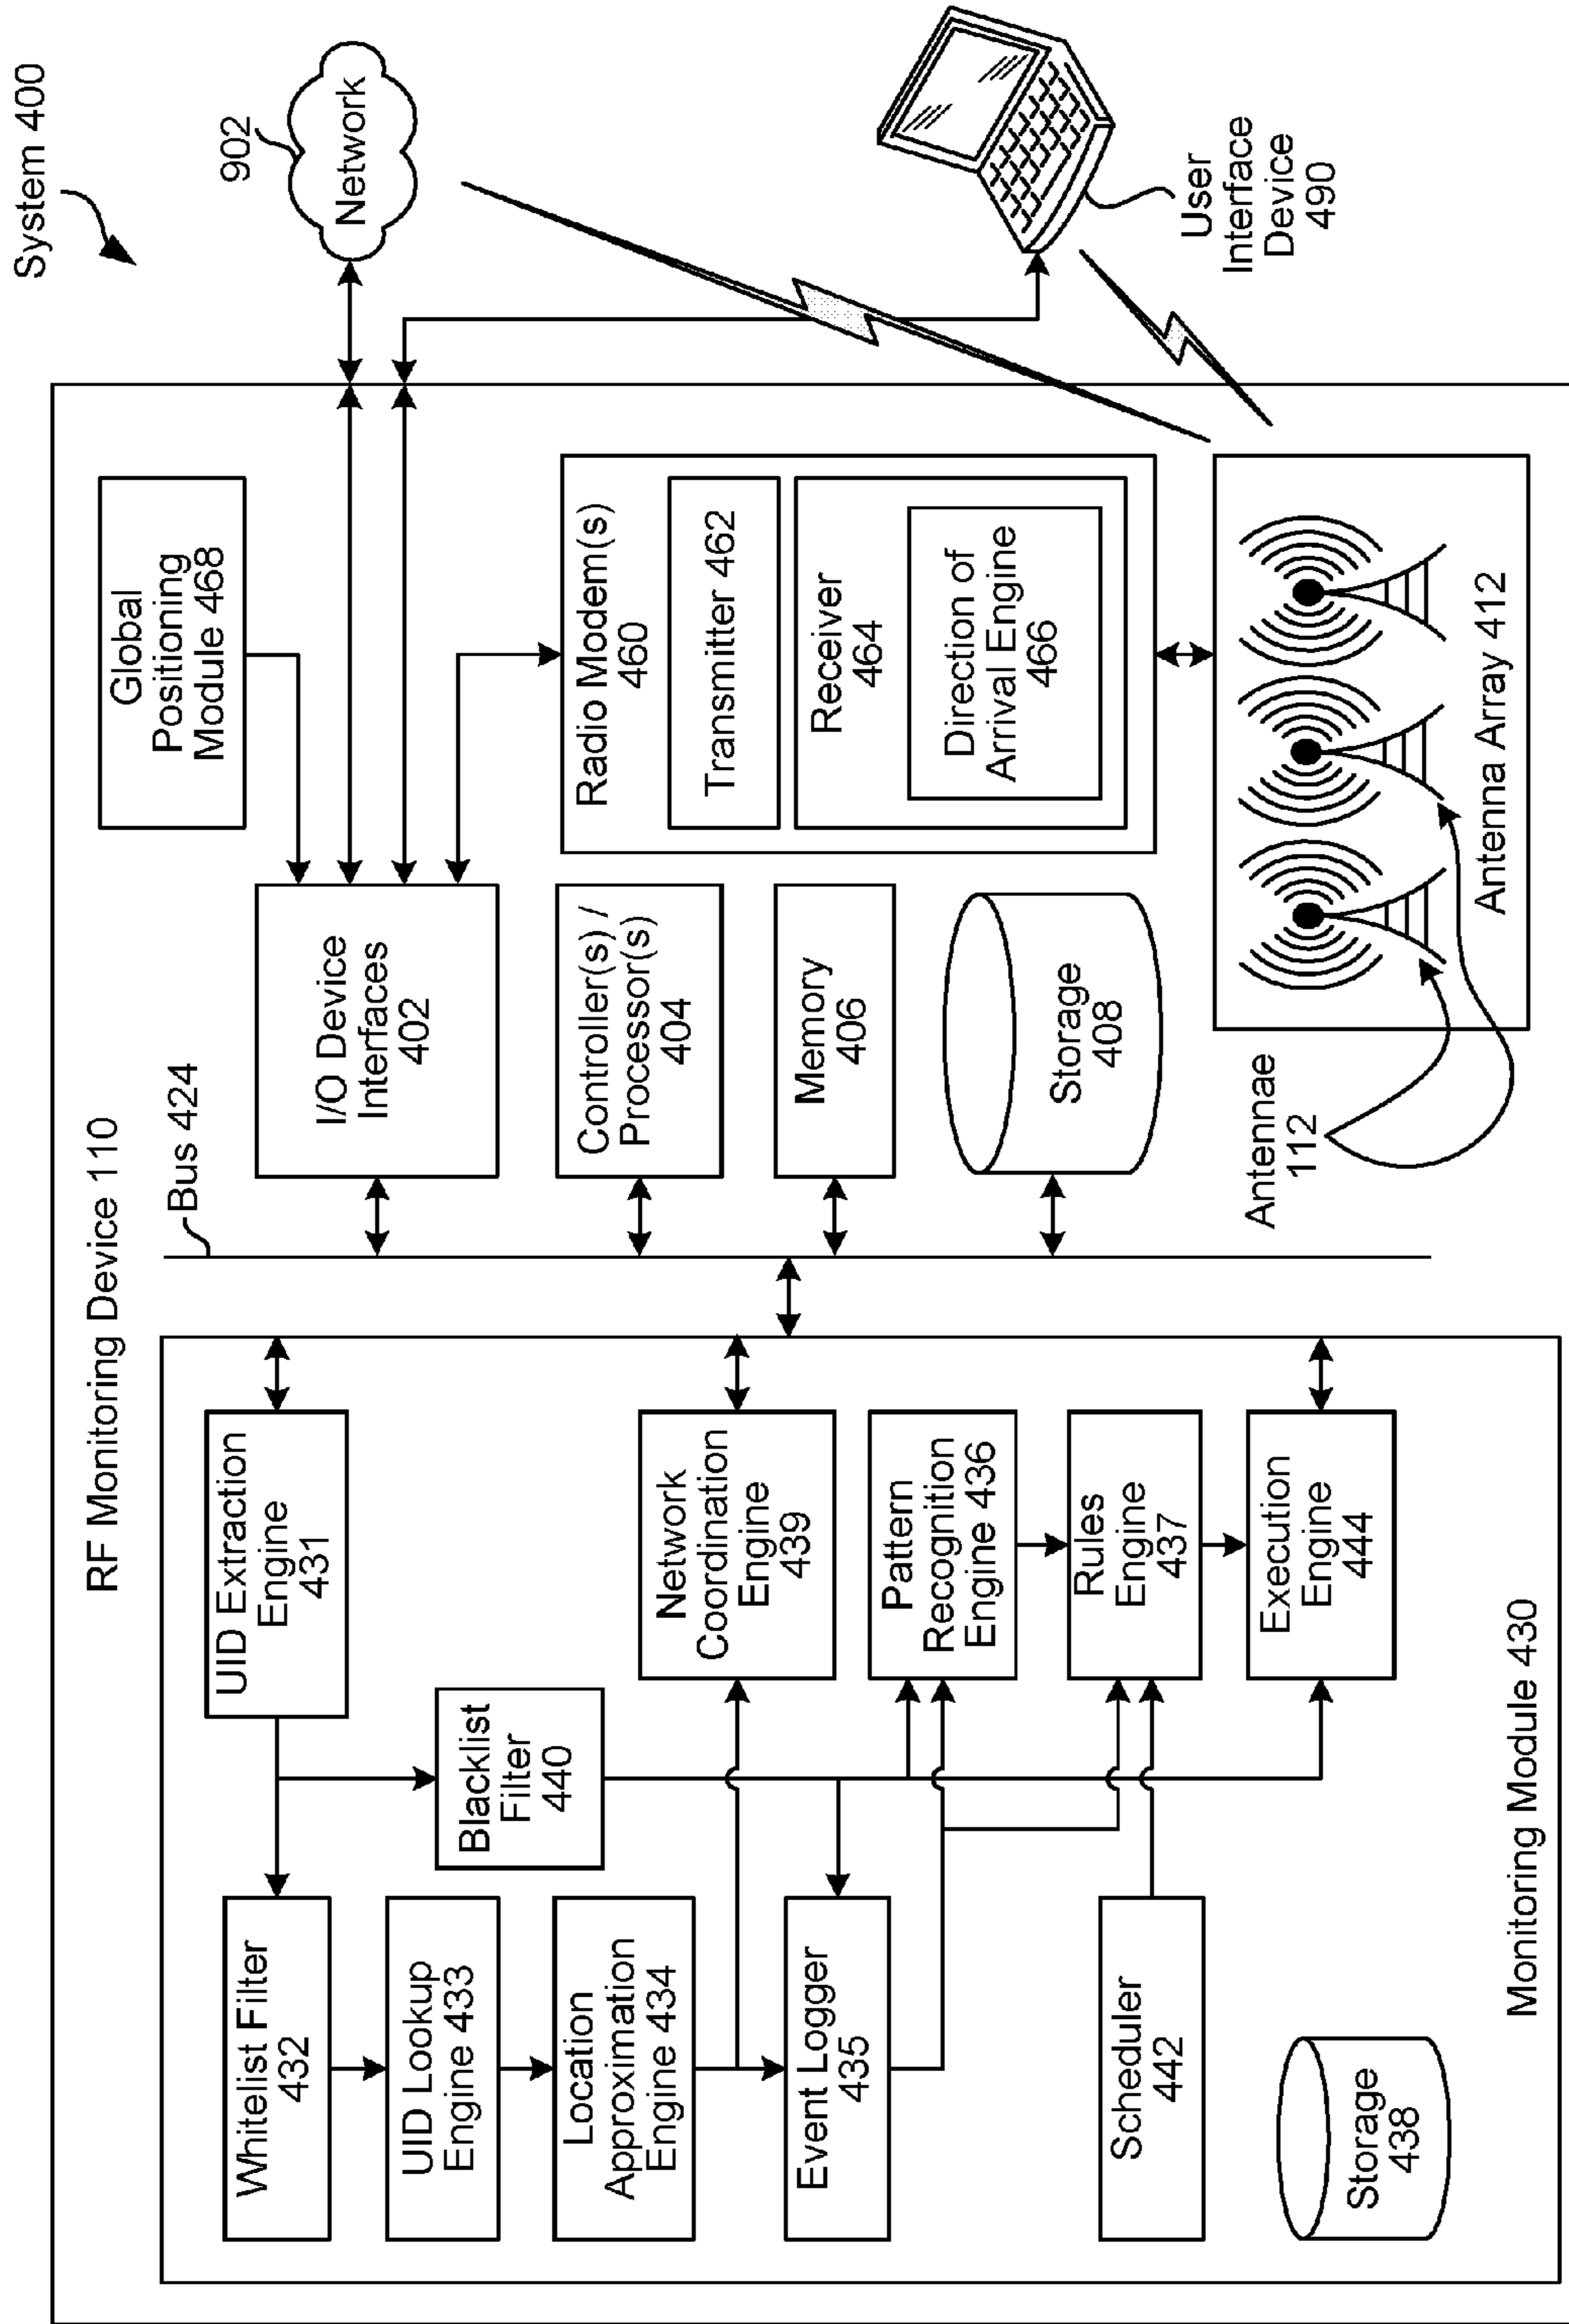 System 400
RF Monitoring Device 110
Bus 424
902
Network
Global
Positioning
Module 468
I/O Device
Interfaces
402
Controller(s) /
Processor(s)
404
Memory
406
Storage
408
Radio Modem(s)
460
Transmitter 462
Receiver
464
Direction of
Arrival Engine
466
User
Interface
Device
490
Antennae
112
Antenna Array 412
UID Extraction
Engine
431
Whitelist Filter
432
UID Lookup
Engine 433
Blacklist
Filter
440
Location
Approximation
Engine 434
Network
Coordination
Engine
439
Event Logger
435
Pattern
Recognition
Engine 436
Rules
Engine
437
Scheduler
442
Execution
Engine
444
Storage
438
Monitoring Module 430